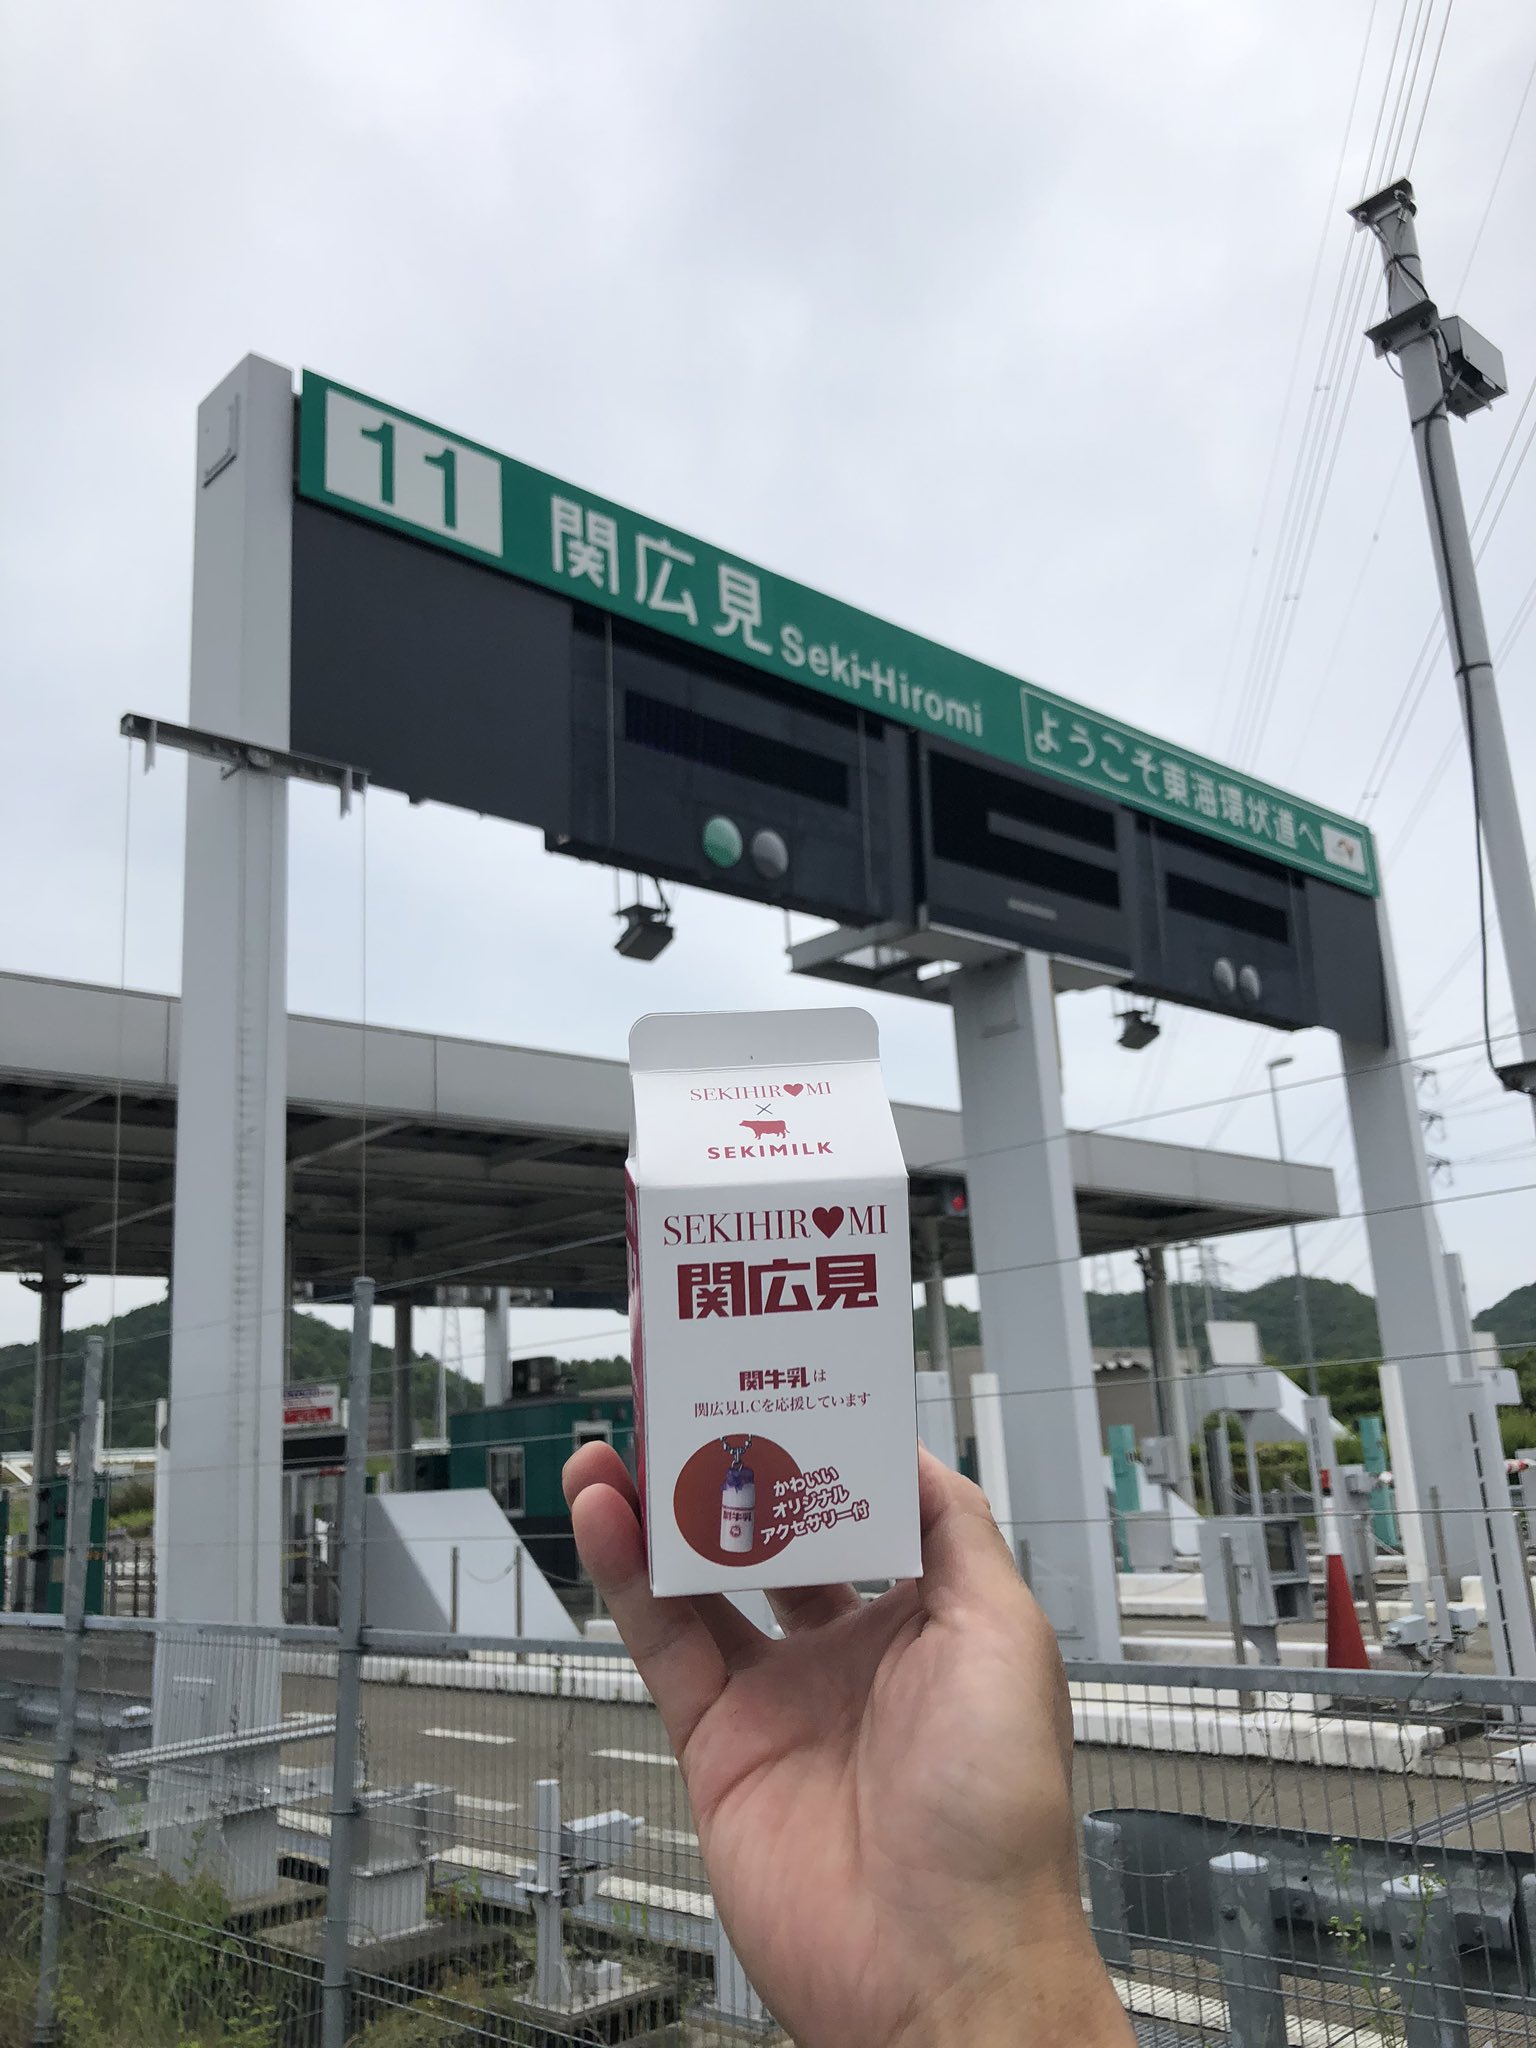 11 関広見 Seki-Hiromi ようこそ東海環状道へ
SEKIHIR♥MI
×
SEKIMILK
SEKIHIR♥MI
関広見
関牛乳は
関広見I.Cを応援しています
関牛乳
かわいい
オリジナル
アクセサリー付